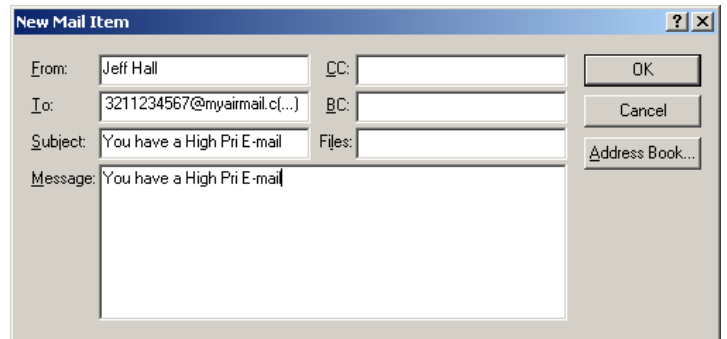 New Mail Item ? X
From: Jeff Hall CC: OK
To: 3211234567@myairmail.c(...) BC: Cancel
Subject: You have a High Pri E-mail Files: Address Book...
Message: You have a High Pri E-mail